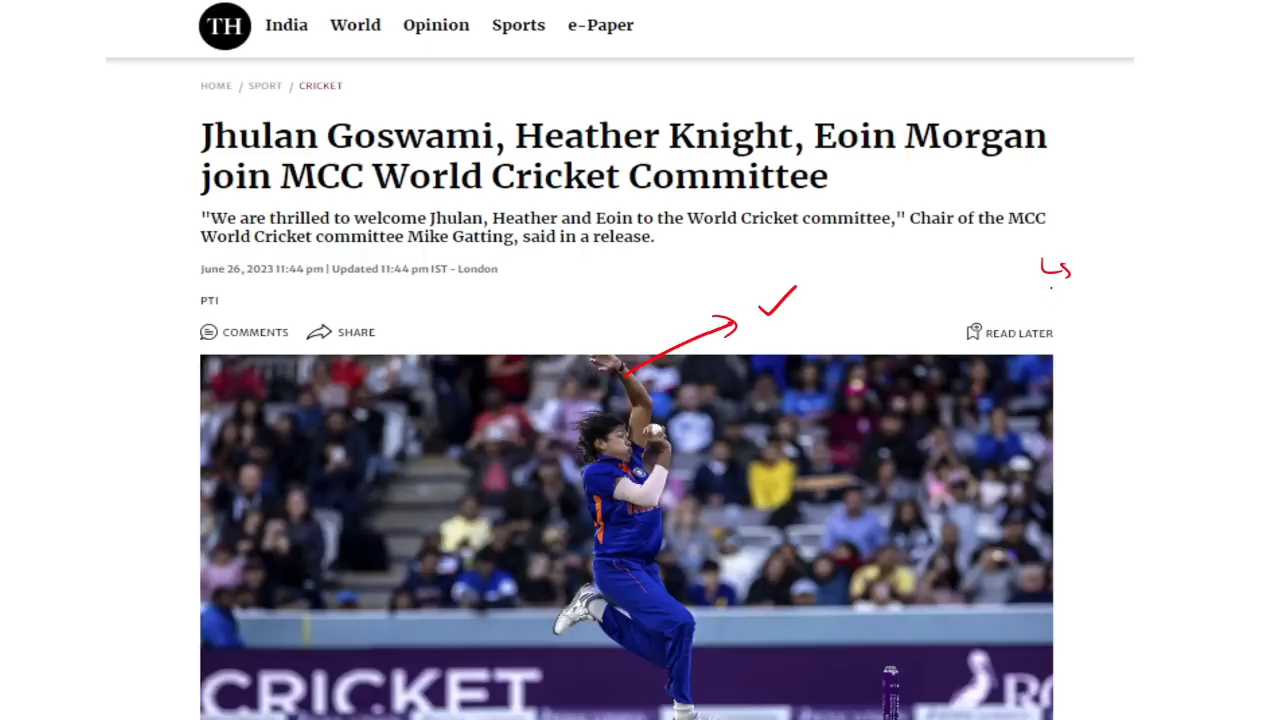 TH India World Opinion Sports e-Paper
HOME / SPORT / CRICKET
Jhulan Goswami, Heather Knight, Eoin Morgan
join MCC World Cricket Committee
"We are thrilled to welcome Jhulan, Heather and Eoin to the World Cricket committee," Chair of the MCC
World Cricket committee Mike Gatting, said in a release.
June 26, 2023 11:44 pm | Updated 11:44 pm IST - London
PTI
COMMENTS SHARE READ LATER
CRICKET